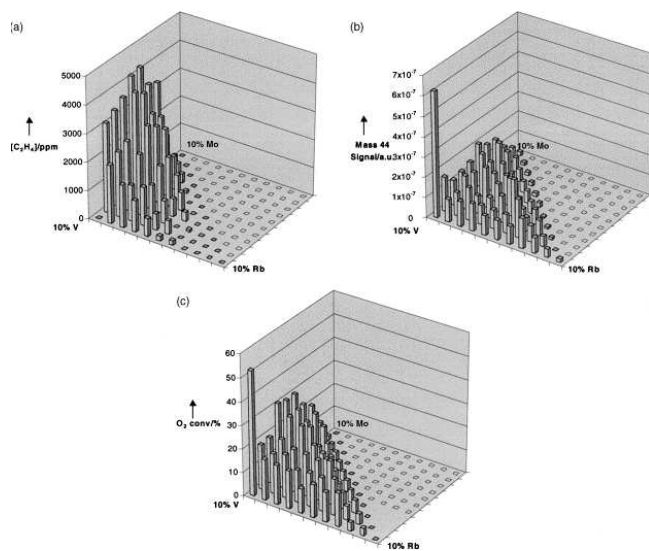 (a)
5000
4000
3000
2000
1000
0
[C₂H₄]/ppm
10% Mo
10% V
10% Rb
(b)
7x10⁻⁷
6x10⁻⁷
5x10⁻⁷
4x10⁻⁷
3x10⁻⁷
2x10⁻⁷
1x10⁻⁷
0
Mass 44
Signal/a.u
10% Mo
10% V
10% Rb
(c)
60
50
40
30
20
10
0
O₂ conv/%
10% Mo
10% V
10% Rb